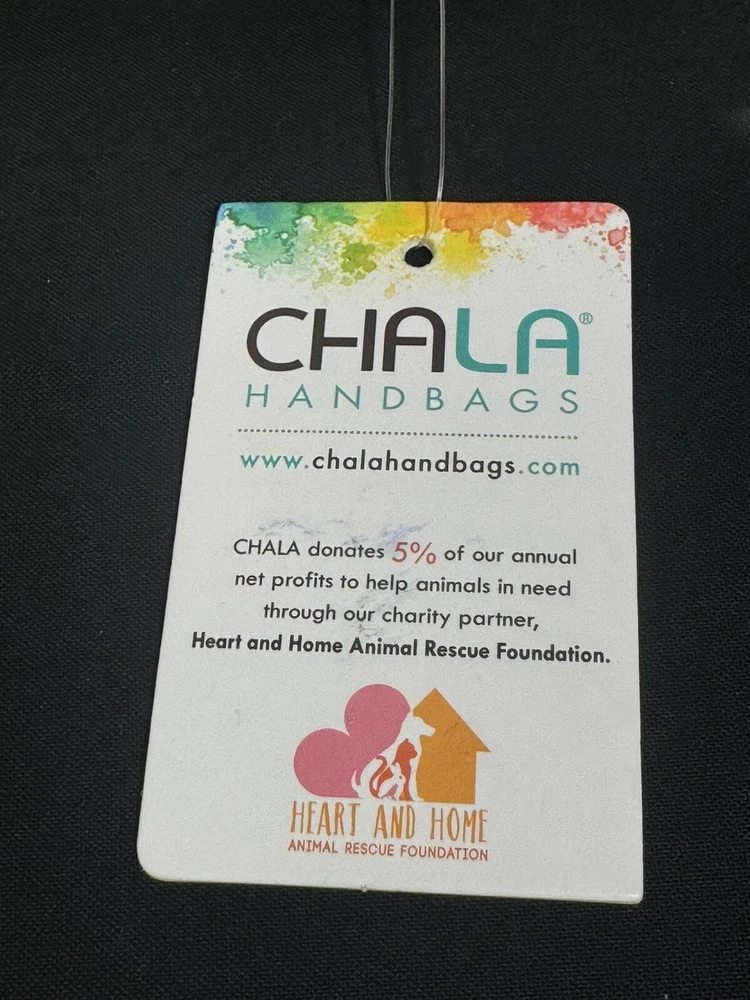 CHALA®
HANDBAGS
www.chalahandbags.com
CHALA donates 5% of our annual
net profits to help animals in need
through our charity partner,
Heart and Home Animal Rescue Foundation.
HEART AND HOME
ANIMAL RESCUE FOUNDATION